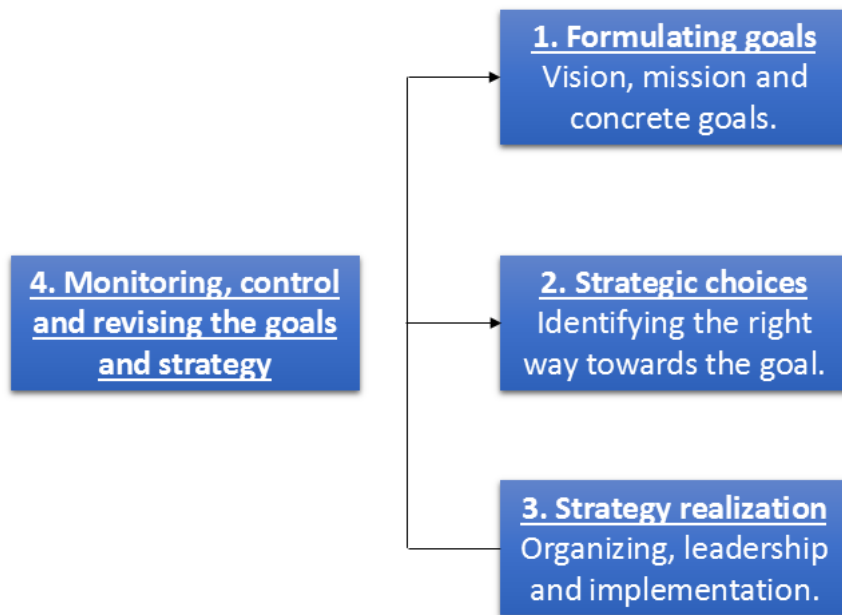 1. Formulating goals
Vision, mission and
concrete goals.
4. Monitoring, control
and revising the goals
and strategy
2. Strategic choices
Identifying the right
way towards the goal.
3. Strategy realization
Organizing, leadership
and implementation.